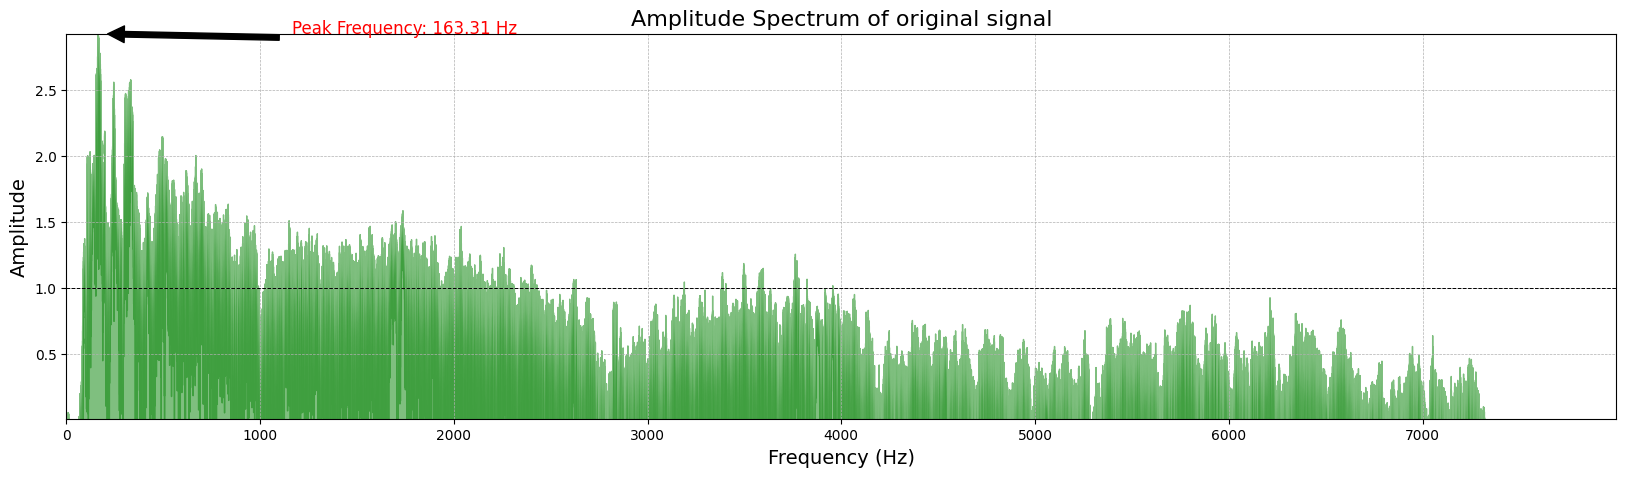 Amplitude Spectrum of original signal
Peak Frequency: 163.31 Hz
Amplitude
2.5
2.0
1.5
1.0
0.5
0 1000 2000 3000 4000 5000 6000 7000
Frequency (Hz)